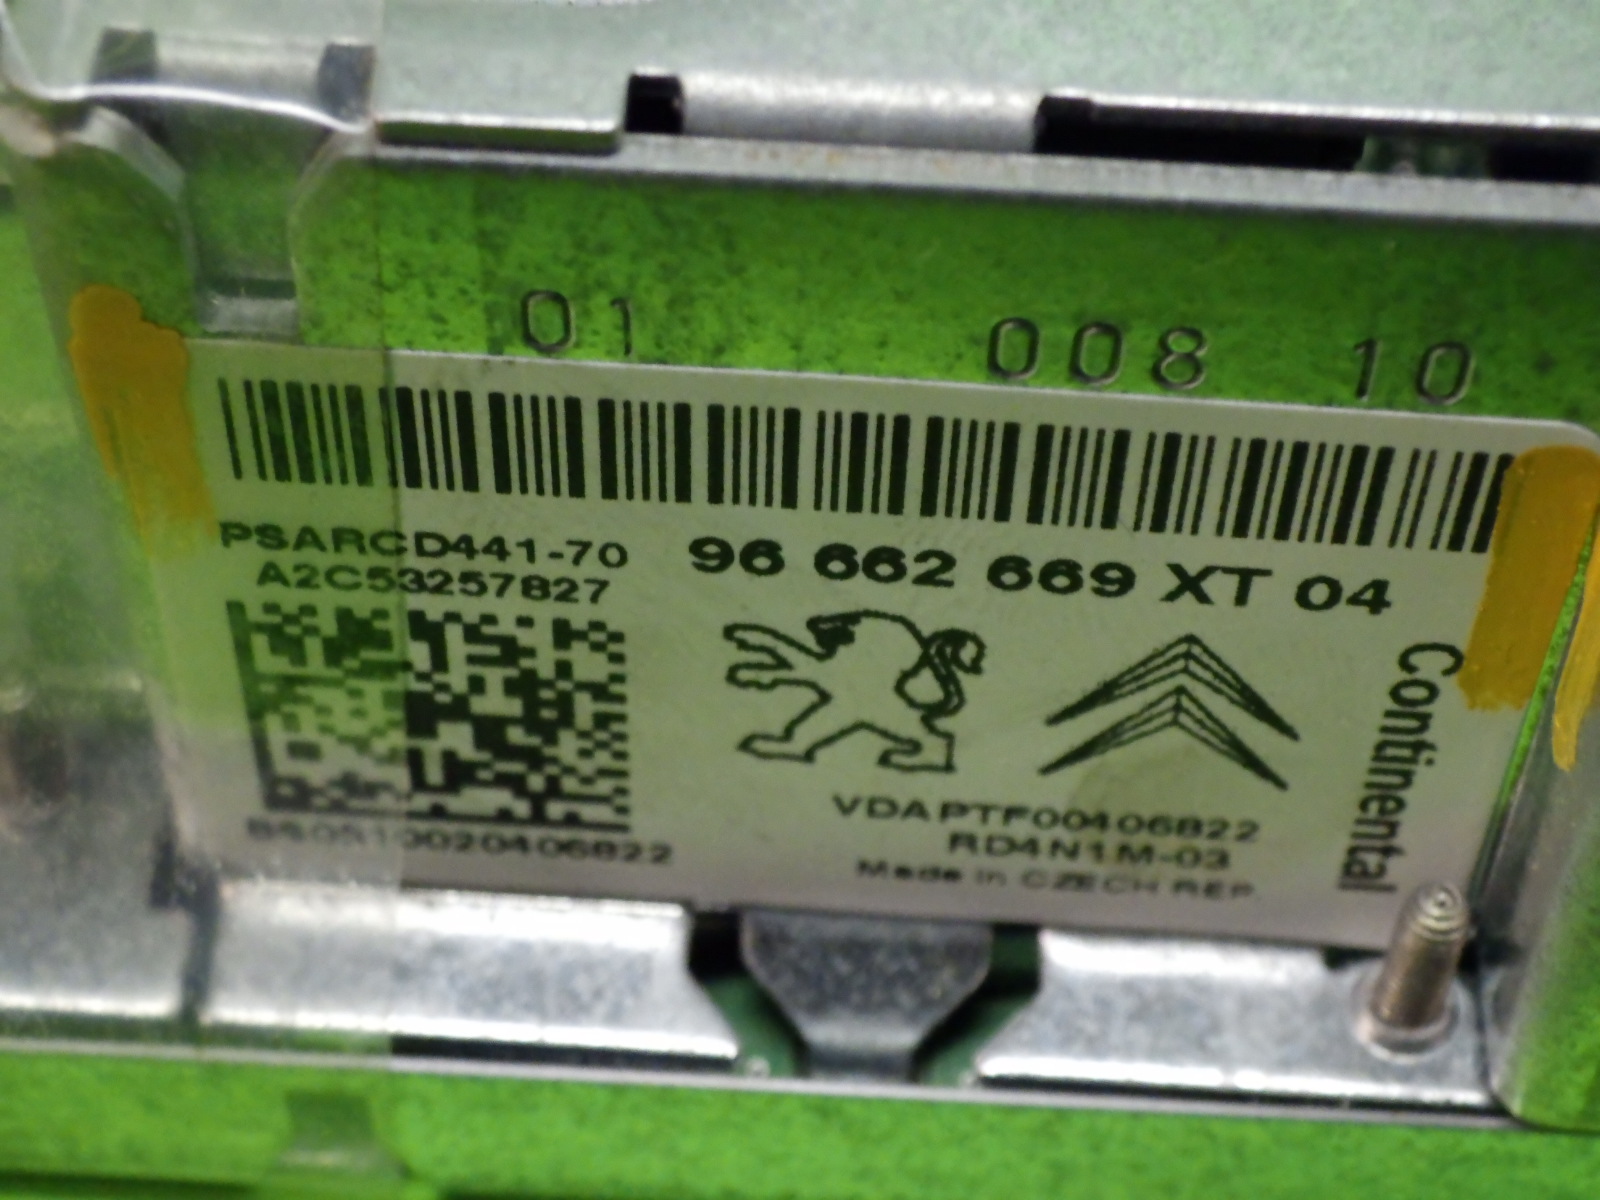 01 008 10
PSARCD441-70
A2C53257827
96 662 669 XT 04
Continental
VDAPTF00406822
RD4N1M-03
Made in CZECH REP.